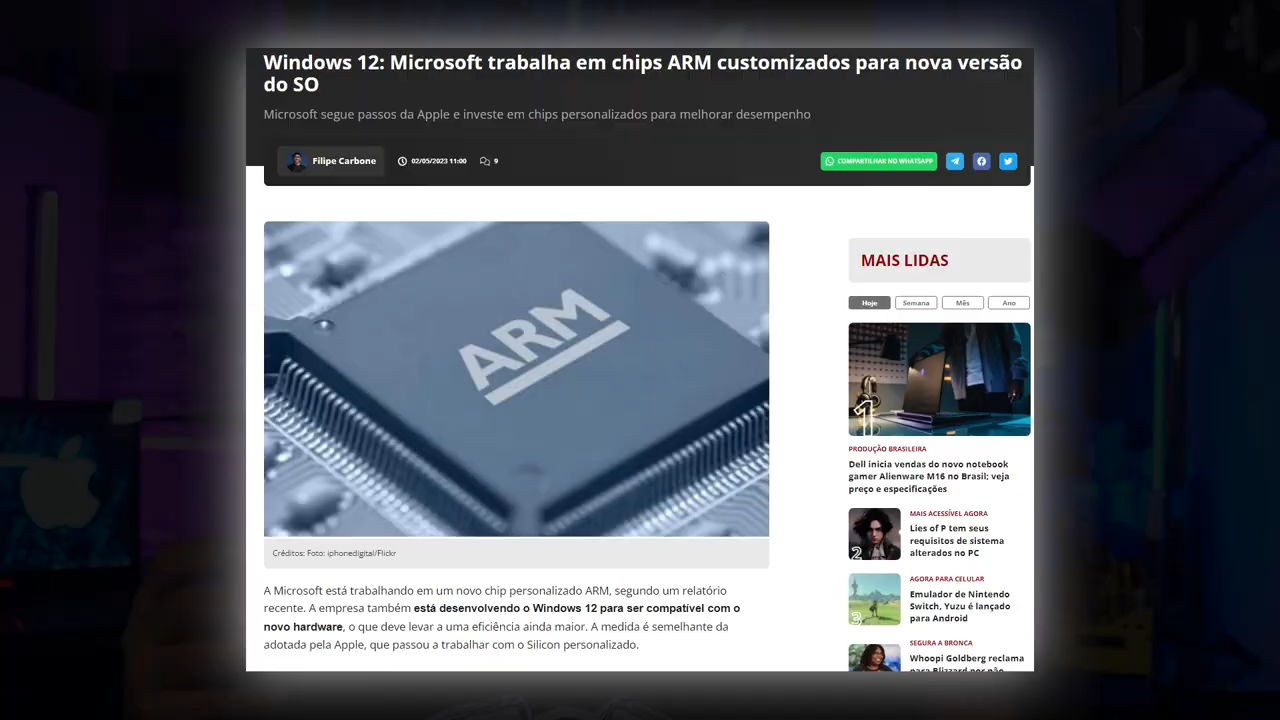 Windows 12: Microsoft trabalha em chips ARM customizados para nova versão
do SO
Microsoft segue passos da Apple e investe em chips personalizados para melhorar desempenho
Filipe Carbone
02/05/2023 11:00
9
COMPARTILHAR NO WHATSAPP
ARM
Créditos: Foto: iphonedigital/Flickr
A Microsoft está trabalhando em um novo chip personalizado ARM, segundo um relatório
recente. A empresa também está desenvolvendo o Windows 12 para ser compatível com o
novo hardware, o que deve levar a uma eficiência ainda maior. A medida é semelhante da
adotada pela Apple, que passou a trabalhar com o Silicon personalizado.
MAIS LIDAS
Hoje
Semana
Mês
Ano
1
PRODUÇÃO BRASILEIRA
Dell inicia vendas do novo notebook
gamer Alienware M16 no Brasil; veja
preço e especificações
2
MAIS ACESSÍVEL AGORA
Lies of P tem seus
requisitos de sistema
alterados no PC
3
AGORA PARA CELULAR
Emulador de Nintendo
Switch, Yuzu é lançado
para Android
SEGURA A BRONCA
Whoopi Goldberg reclama
para Blizzard por não